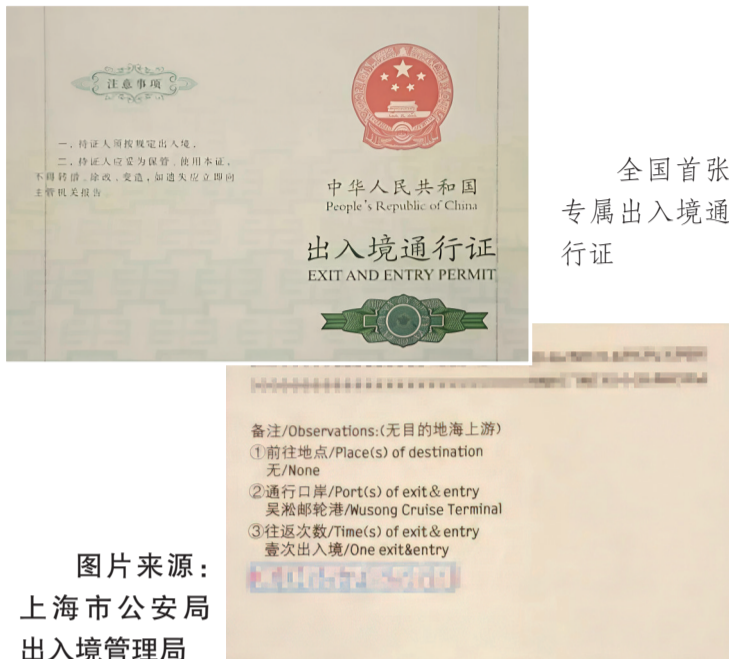 注意事项
一、持证人须按规定出入境。
二、持证人应妥为保管、使用本证，
不得转借、涂改、变造，如遗失应立即向
主管机关报告。
中华人民共和国
People's Republic of China
出入境通行证
EXIT AND ENTRY PERMIT
全国首张
专属出入境通
行证
备注/Observations:(无目的地海上游)
①前往地点/Place(s) of destination
无/None
②通行口岸/Port(s) of exit&entry
吴淞邮轮港/Wusong Cruise Terminal
③往返次数/Time(s) of exit&entry
壹次出入境/One exit&entry
图片来源：
上海市公安局
出入境管理局